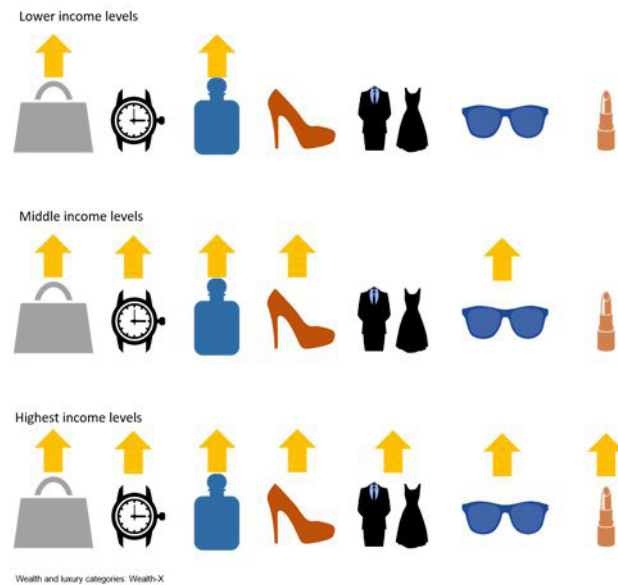 Lower income levels
Middle income levels
Highest income levels
Wealth and luxury categories: Wealth-X